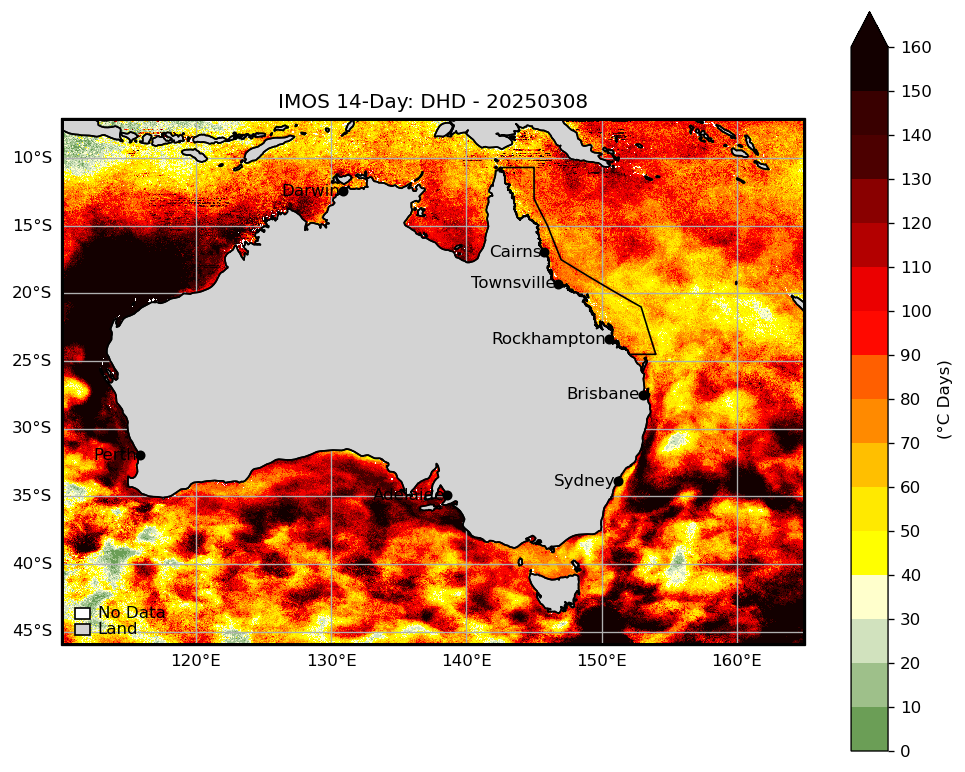 IMOS 14-Day: DHD - 20250308
160
150
140
130
120
110
100
90
80
70
60
50
40
30
20
10
0
(°C Days)
10°S
15°S
20°S
25°S
30°S
35°S
40°S
45°S
Darwin
Cairns
Townsville
Rockhampton
Brisbane
Perth
Sydney
Adelaide
No Data
Land
120°E
130°E
140°E
150°E
160°E